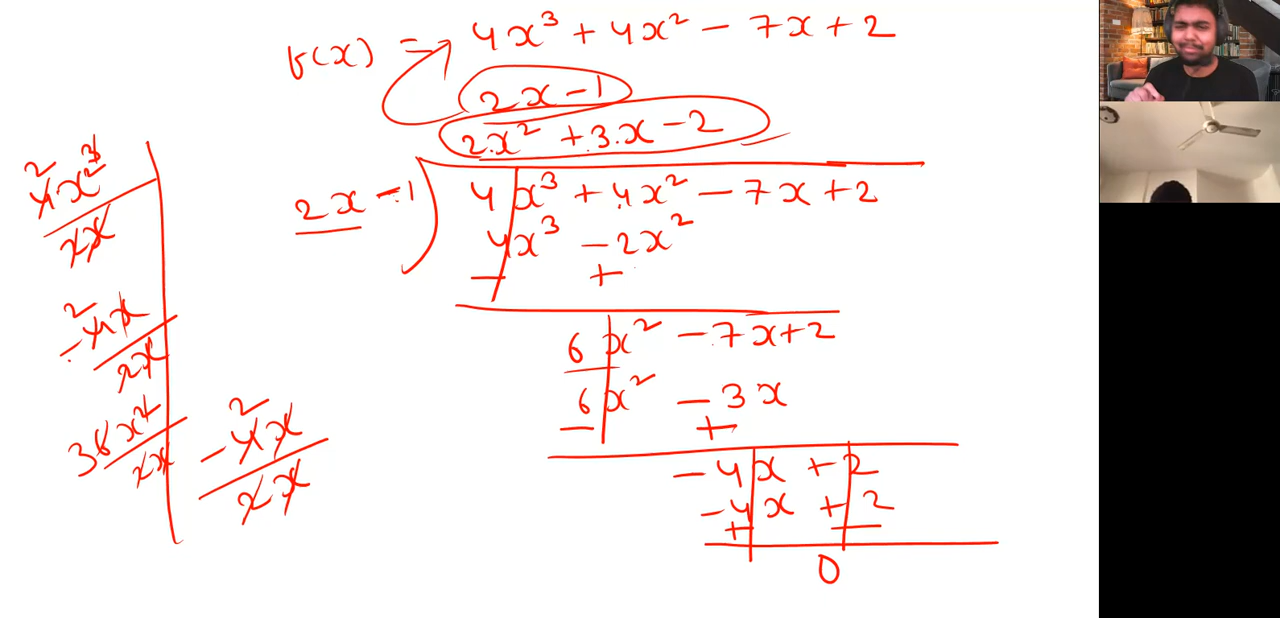 f(x) = 4x³ + 4x² - 7x + 2
2x - 1
2x² + 3x - 2
2x - 1 ) 4x³ + 4x² - 7x + 2
4x³ - 2x²
- +
6x² - 7x + 2
6x² - 3x
- +
-4x + 2
-4x + 2
+ -
0
2
4x³
2x
2
-4x
2x
3 6x²
2x
2
-4x
2x